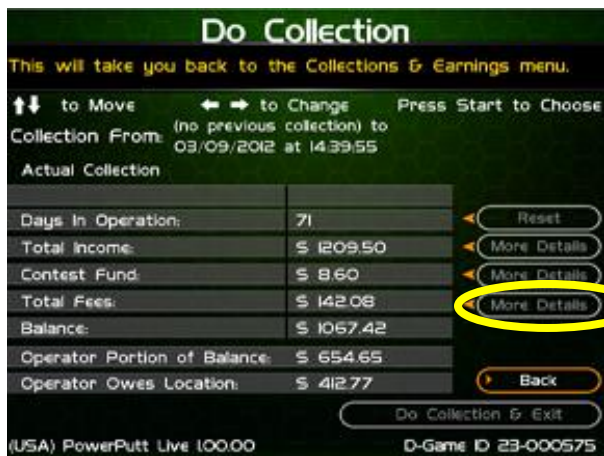 Do Collection
This will take you back to the Collections & Earnings menu.
to Move to Change Press Start to Choose
Collection From: (no previous collection) to
03/09/2012 at 14:39:55
Actual Collection
Days In Operation: 71 Reset
Total Income: $ 1209.50 More Details
Contest Fund: $ 8.60 More Details
Total Fees: $ 142.08 More Details
Balance: $ 1067.42
Operator Portion of Balance: $ 654.65
Operator Owes Location: $ 412.77 Back
Do Collection & Exit
(USA) PowerPutt Live 1.00.00 D-Game ID 23-000575